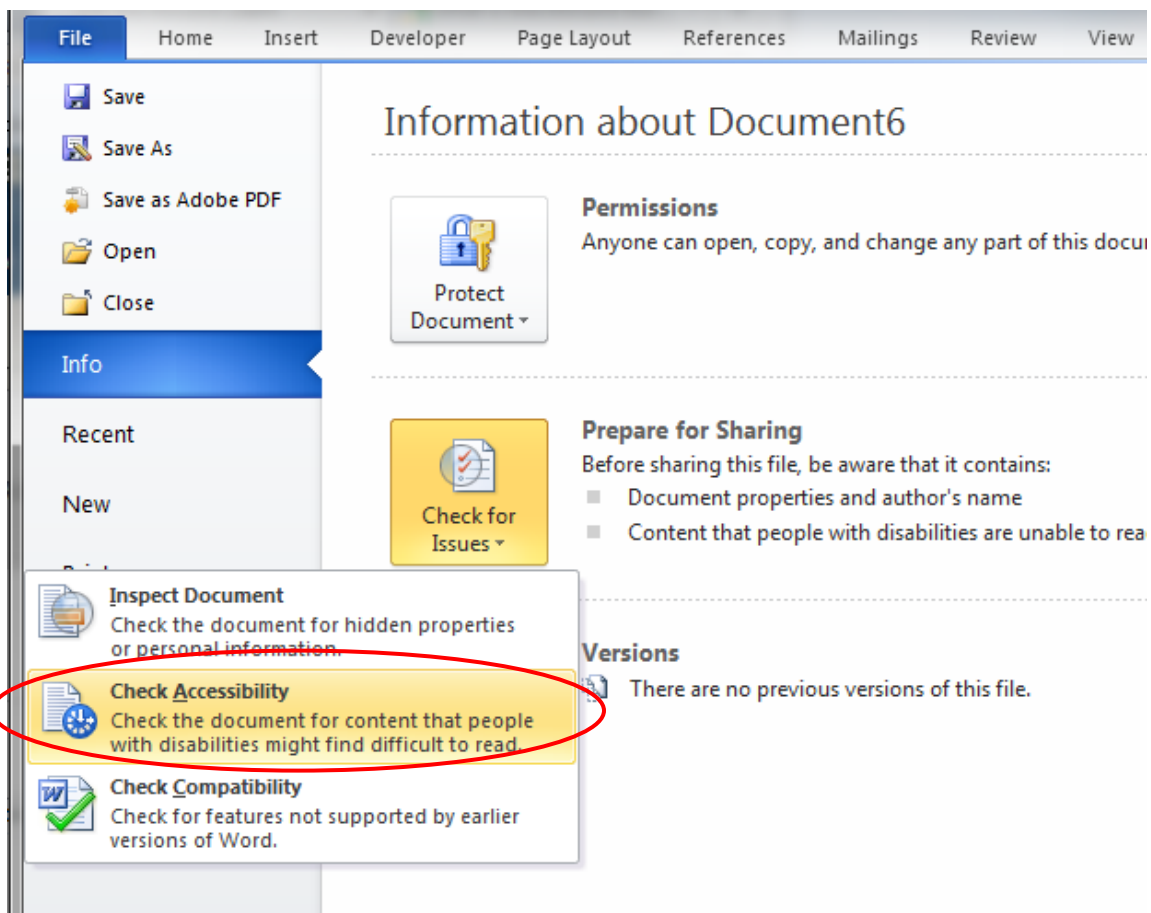 File Home Insert Developer Page Layout References Mailings Review View
Save
Save As
Save as Adobe PDF
Open
Close
Info
Recent
New
Information about Document6
Protect
Document
Permissions
Anyone can open, copy, and change any part of this
Check for
Issues
Prepare for Sharing
Before sharing this file, be aware that it contains:
Document properties and author's name
Content that people with disabilities are unable to
Inspect Document
Check the document for hidden properties
or personal information.
Check Accessibility
Check the document for content that people
with disabilities might find difficult to read.
Check Compatibility
Check for features not supported by earlier
versions of Word.
Versions
There are no previous versions of this file.